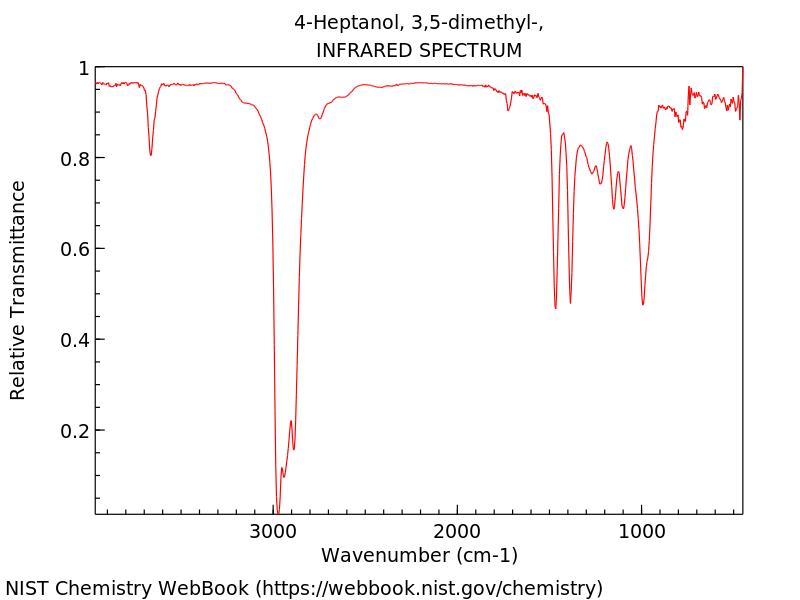 4-Heptanol, 3,5-dimethyl-,
INFRARED SPECTRUM
1
0.8
0.6
0.4
0.2
Relative Transmittance
3000 2000 1000
Wavenumber (cm-1)
NIST Chemistry WebBook (https://webbook.nist.gov/chemistry)